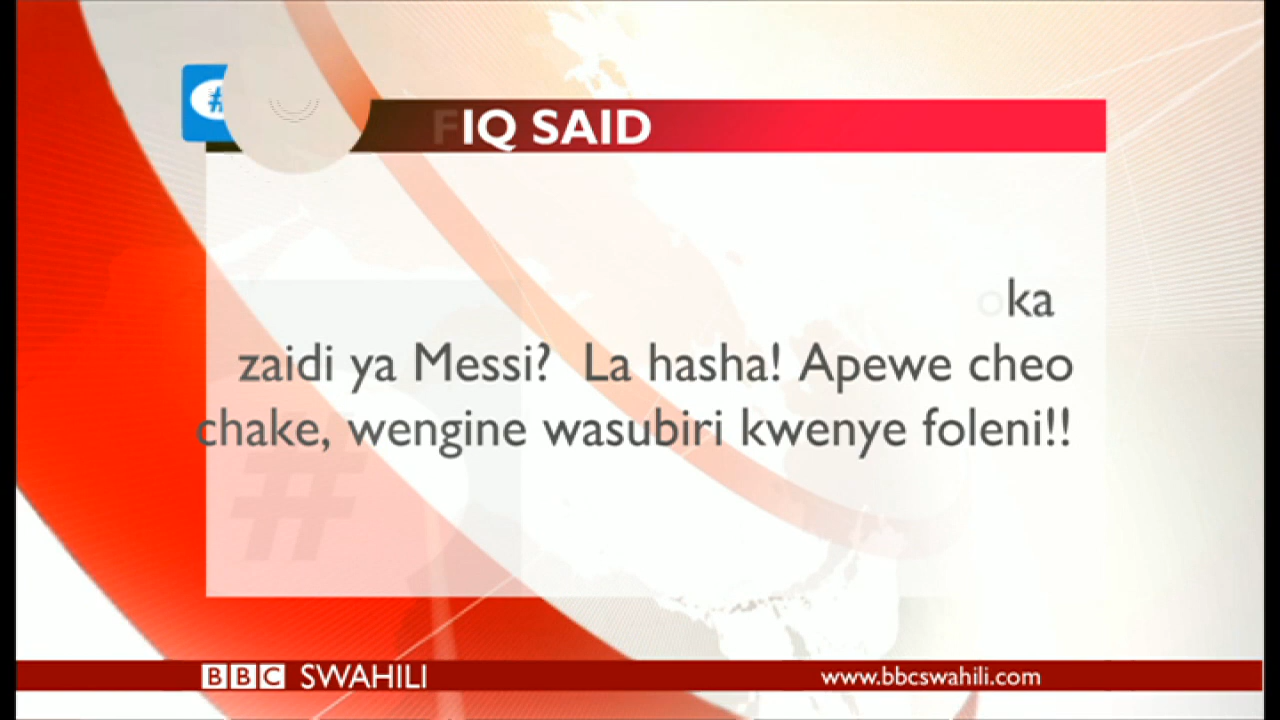 #
FIQ SAID
oka
zaidi ya Messi? La hasha! Apewe cheo
chake, wengine wasubiri kwenye foleni!!
#
BBC SWAHILI
www.bbcswahili.com